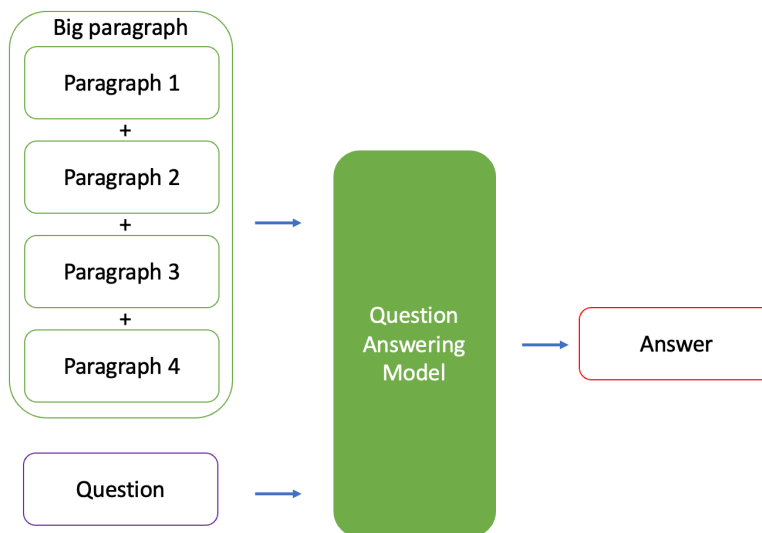 Big paragraph
Paragraph 1
+
Paragraph 2
+
Paragraph 3
+
Paragraph 4
Question
Question
Answering
Model
Answer